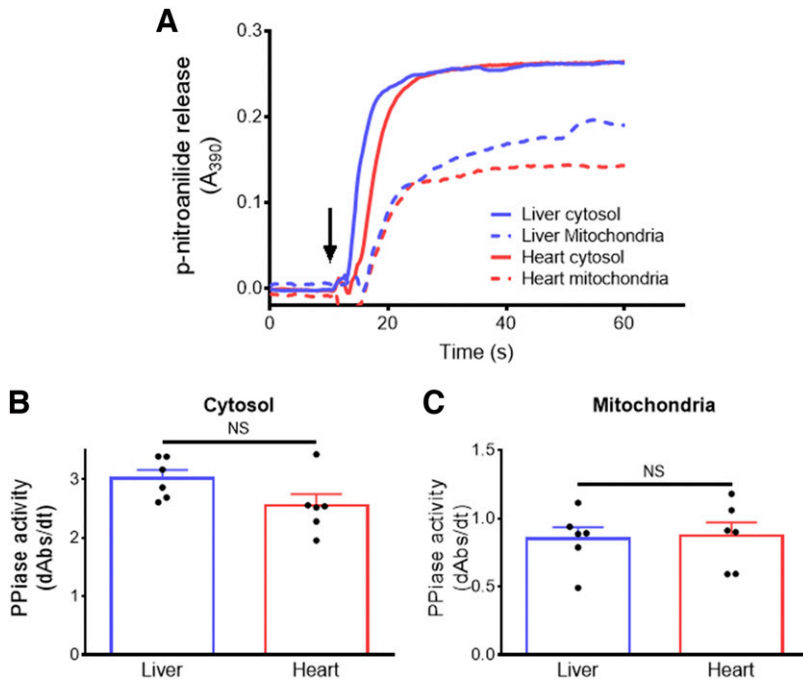 A
p-nitroanilide release
(A390)
0.3
0.2
0.1
0.0
0
20
40
60
Time (s)
Liver cytosol
Liver Mitochondria
Heart cytosol
Heart mitochondria
B
Cytosol
NS
PPiase activity
(dAbs/dt)
3
2
1
0
Liver
Heart
C
Mitochondria
NS
PPiase activity
(dAbs/dt)
1.5
1.0
0.5
0.0
Liver
Heart